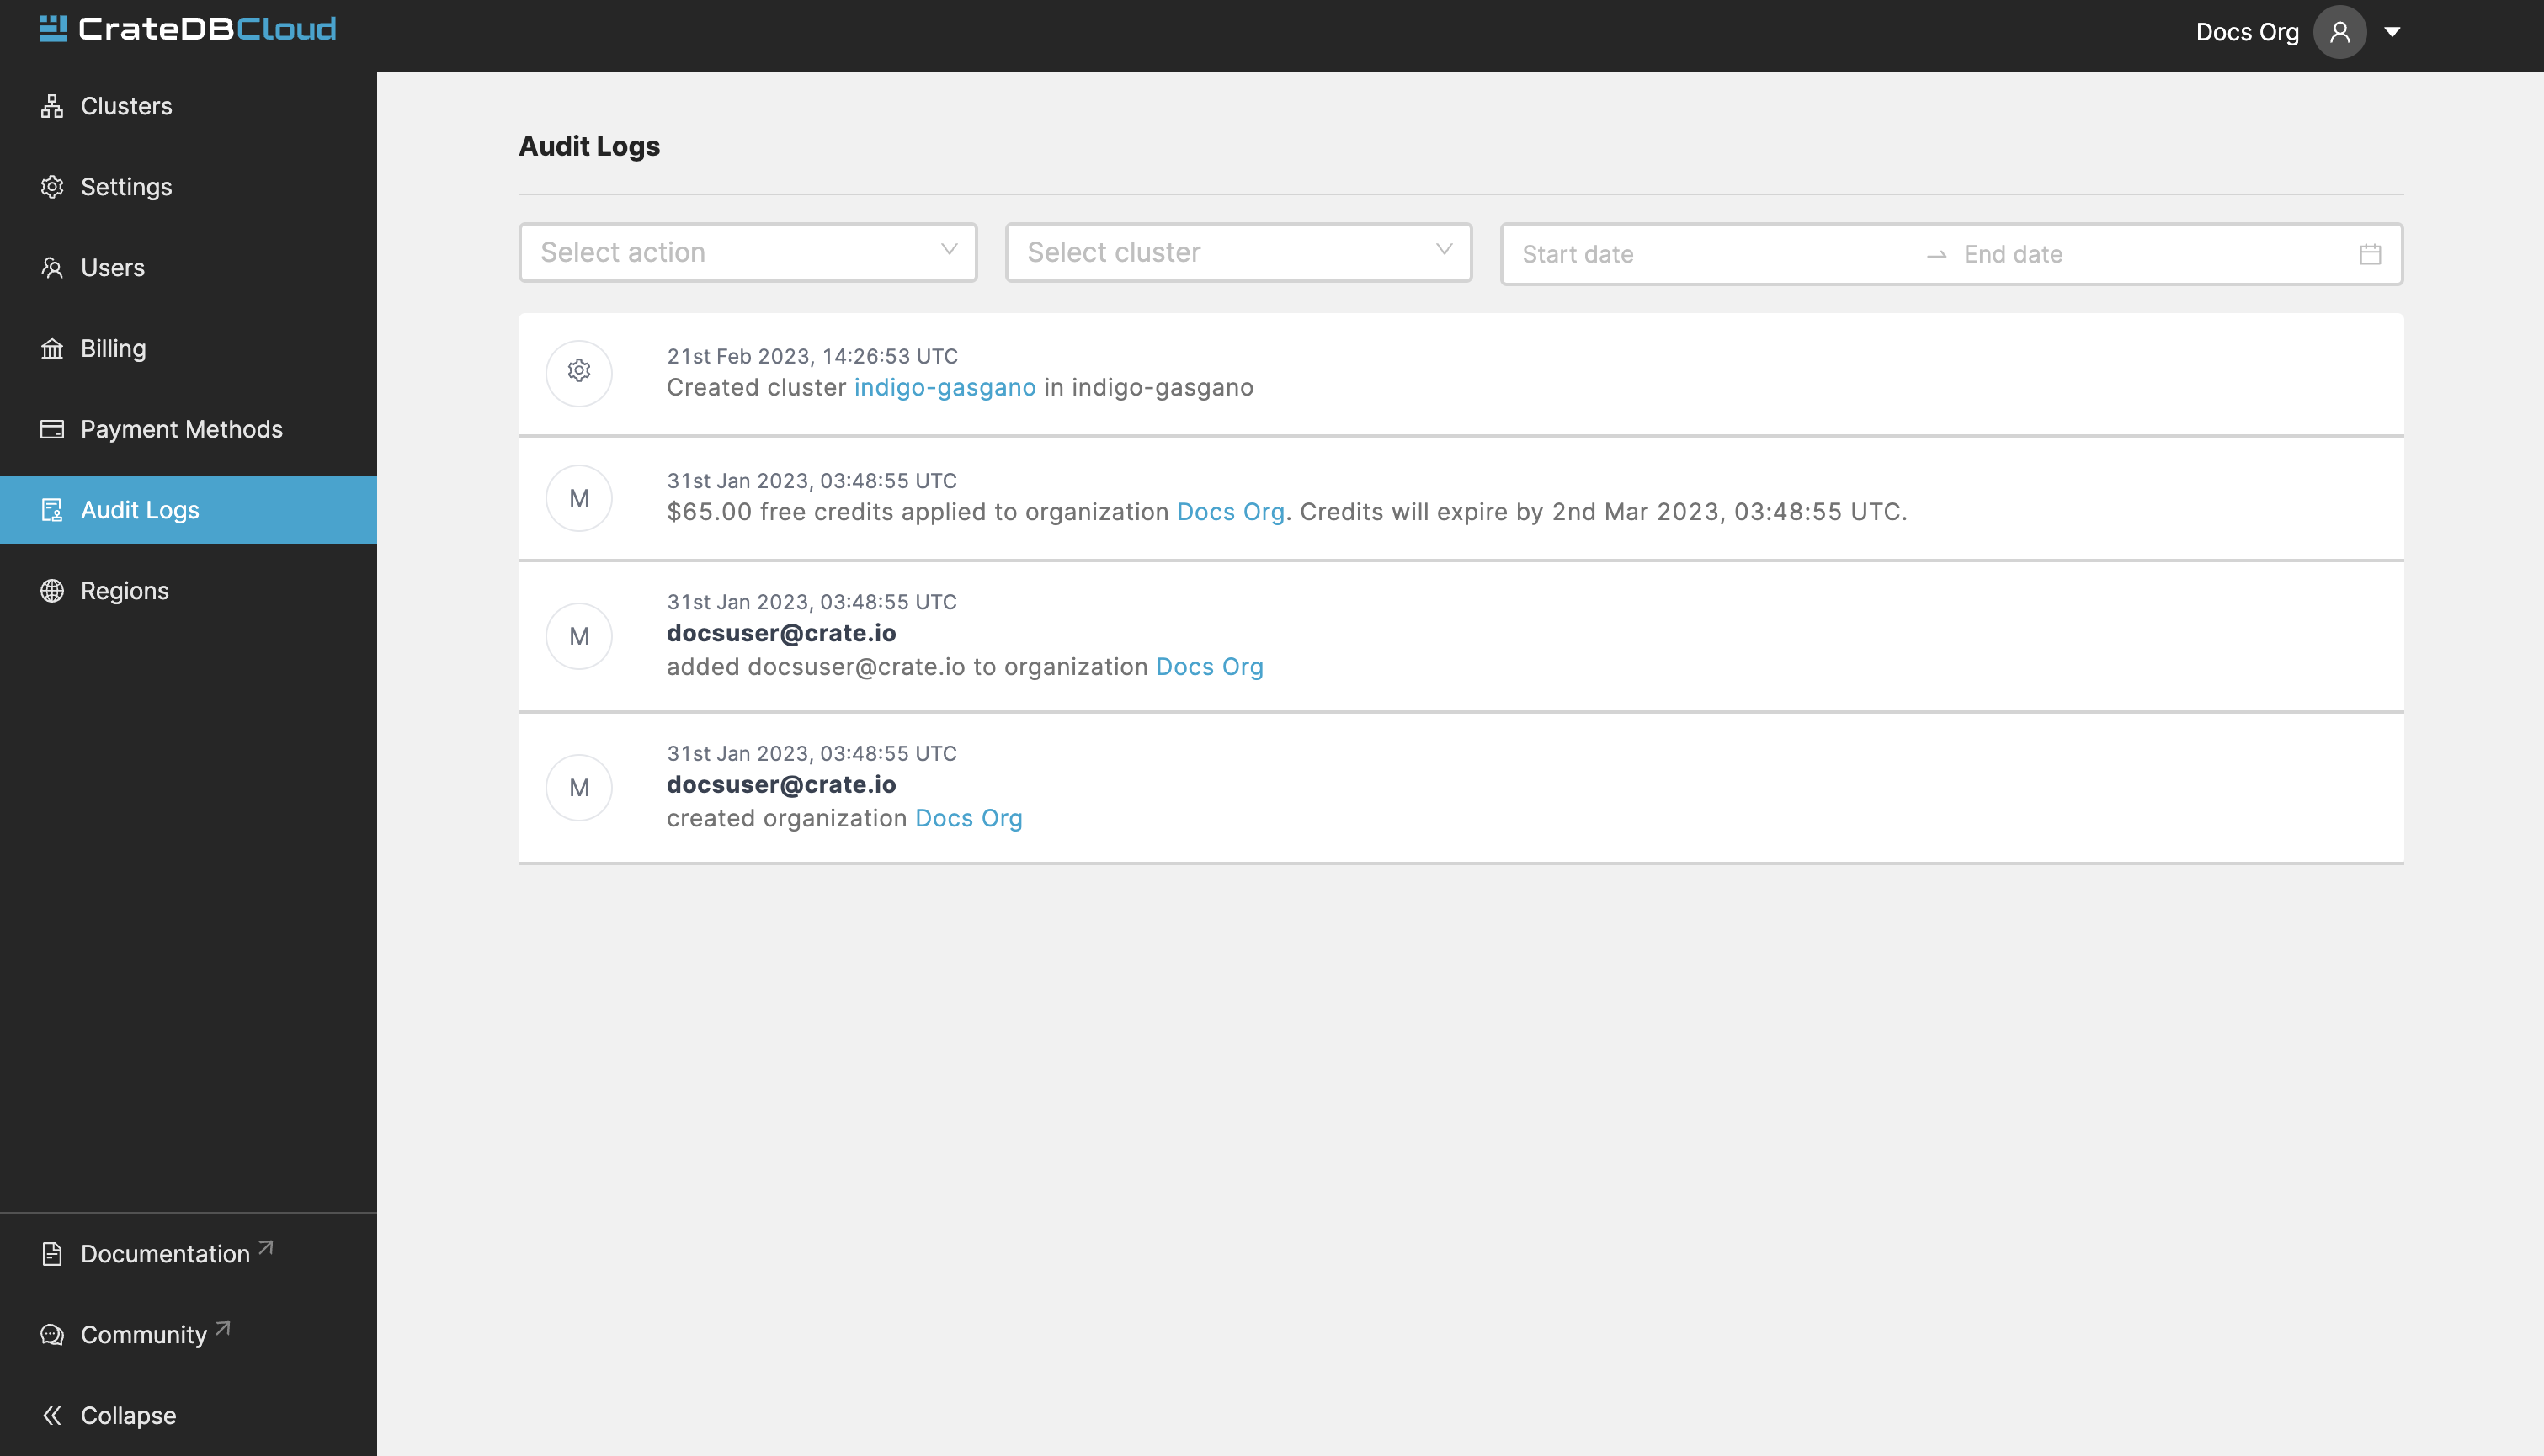 CrateDBCloud
Docs Org
Clusters
Settings
Users
Billing
Payment Methods
Audit Logs
Regions
Documentation
Community
Collapse
Audit Logs
Select action
Select cluster
Start date
End date
21st Feb 2023, 14:26:53 UTC
Created cluster indigo-gasgano in indigo-gasgano
M
31st Jan 2023, 03:48:55 UTC
$65.00 free credits applied to organization Docs Org. Credits will expire by 2nd Mar 2023, 03:48:55 UTC.
M
31st Jan 2023, 03:48:55 UTC
docsuser@crate.io
added docsuser@crate.io to organization Docs Org
M
31st Jan 2023, 03:48:55 UTC
docsuser@crate.io
created organization Docs Org